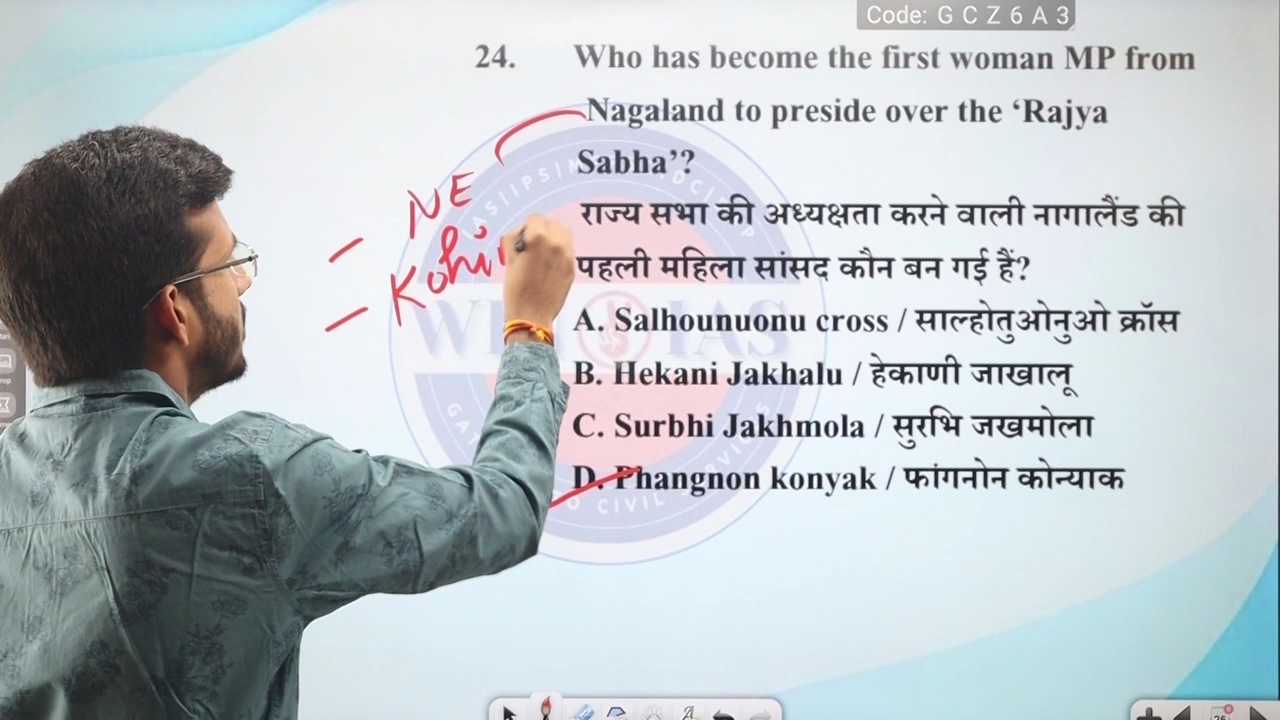 Code: G C Z 6 A 3
24. Who has become the first woman MP from
Nagaland to preside over the ‘Rajya
Sabha’?
राज्य सभा की अध्यक्षता करने वाली नागालैंड की
पहली महिला सांसद कौन बन गई हैं?
A. Salhounuonu cross / साल्होतुओनुओ क्रॉस
B. Hekani Jakhalu / हेकाणी जाखालू
C. Surbhi Jakhmola / सुरभि जखमोला
D. Phangnon konyak / फांगनोन कोन्याक
- NE
- Kohi
IAS
CIVIL